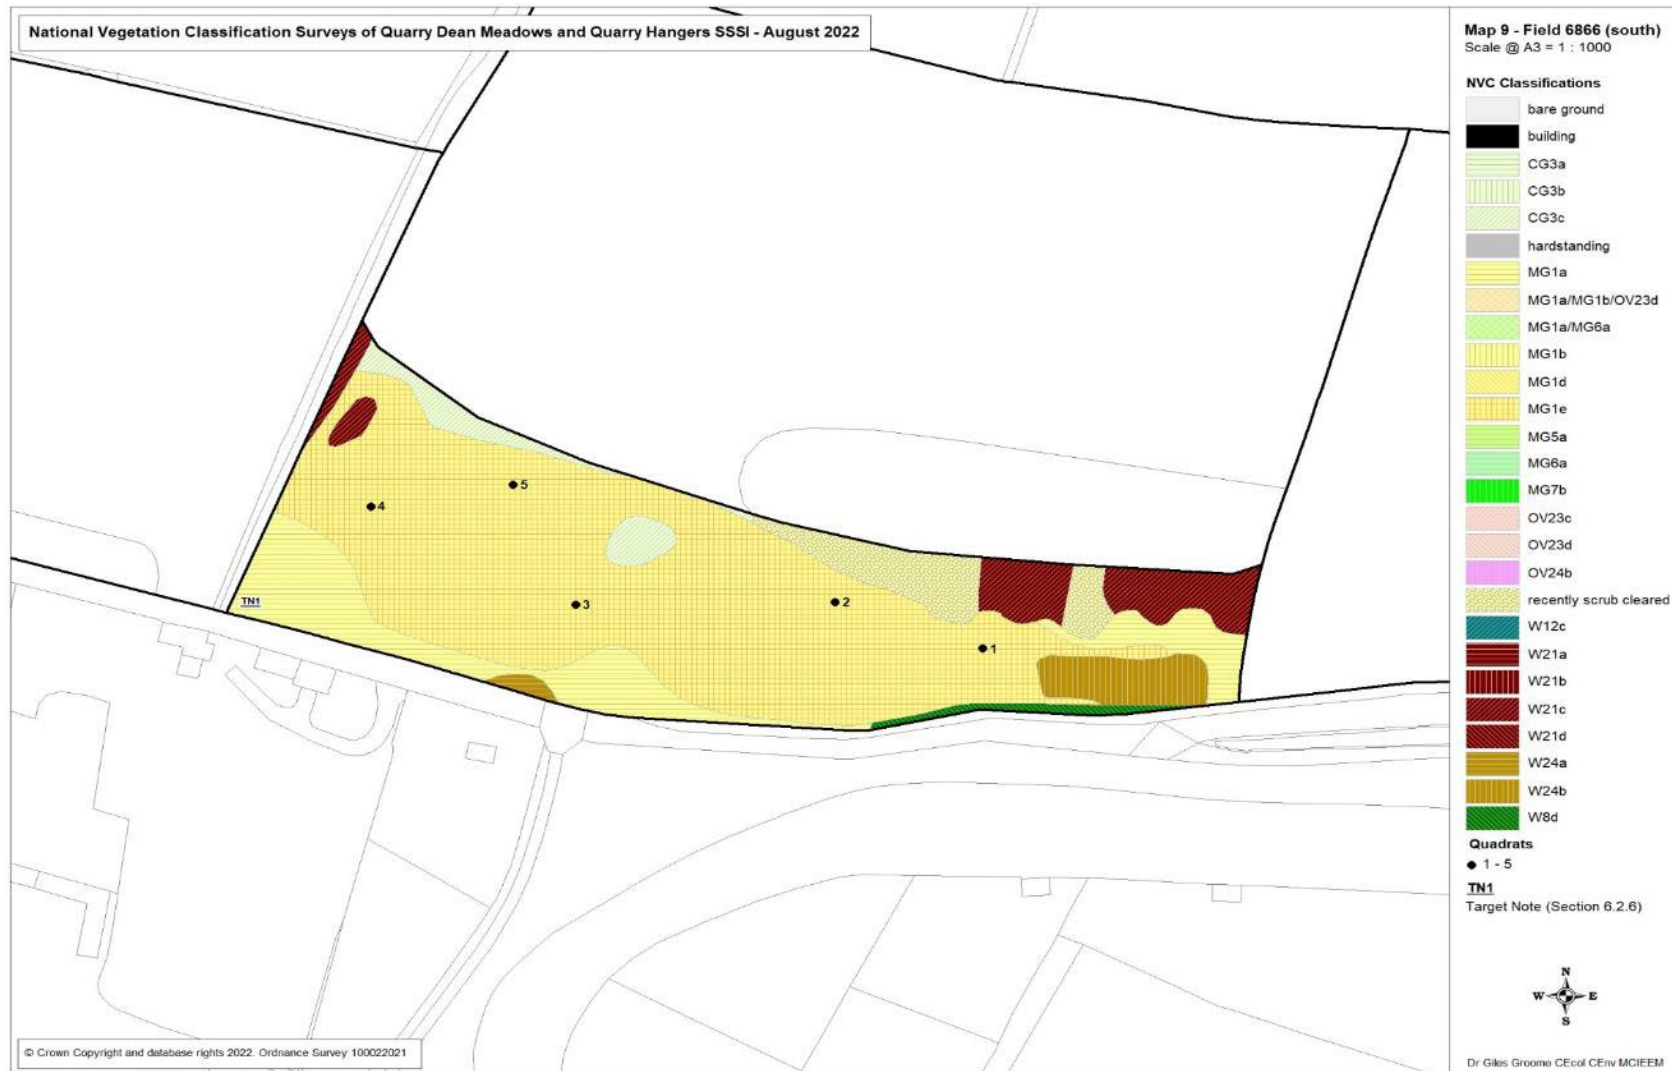 National Vegetation Classification Surveys of Quarry Dean Meadows and Quarry Hangers SSSI - August 2022
Map 9 - Field 6866 (south)
Scale @ A3 = 1 : 1000
NVC Classifications
bare ground
building
CG3a
CG3b
CG3c
hardstanding
MG1a
MG1a/MG1b/OV23d
MG1a/MG6a
MG1b
MG1d
MG1e
MG5a
MG6a
MG7b
OV23c
OV23d
OV24b
recently scrub cleared
W12c
W21a
W21b
W21c
W21d
W24a
W24b
W8d
Quadrats
1 - 5
TN1
Target Note (Section 6.2.6)
5
4
TN1
3
2
1
N
W E
S
© Crown Copyright and database rights 2022. Ordnance Survey 100022021
Dr Giles Groome CEcol CEnv MCIEEM